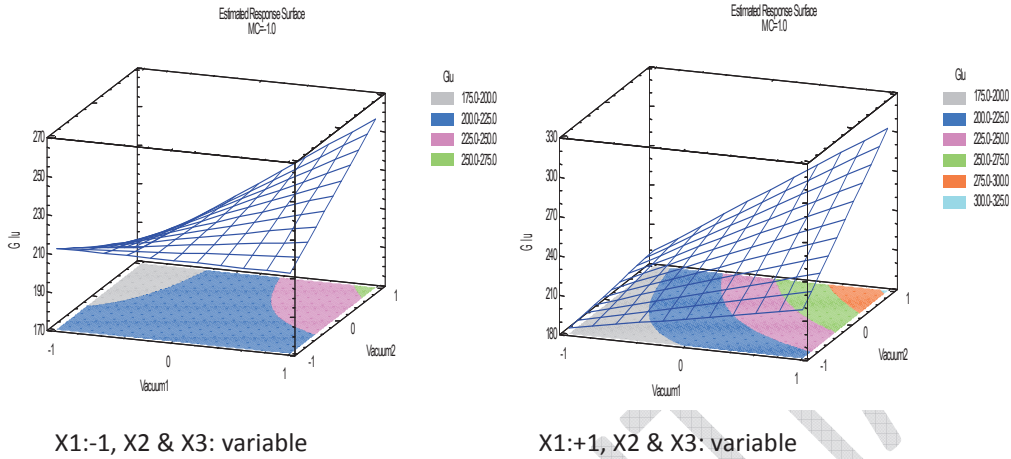 Estimated Response Surface
MC=-1.0
Glu
175.0-200.0
200.0-225.0
225.0-250.0
250.0-275.0
270
250
230
210
190
170
G lu
-1
0
1
Vacuum1
-1
0
1
Vacuum2
X1:-1, X2 & X3: variable
Estimated Response Surface
MC=1.0
Glu
175.0-200.0
200.0-225.0
225.0-250.0
250.0-275.0
275.0-300.0
300.0-325.0
330
300
270
240
210
180
G lu
-1
0
1
Vacuum1
-1
0
1
Vacuum2
X1:+1, X2 & X3: variable